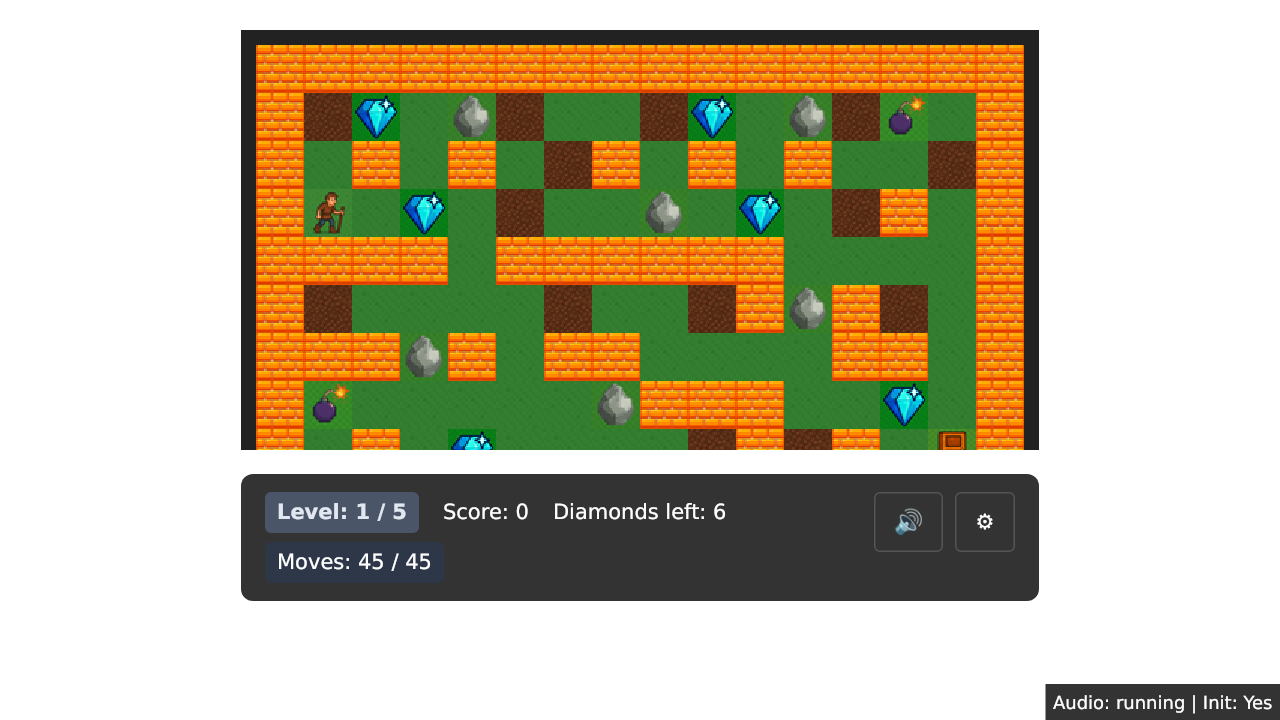 Level: 1 / 5 Score: 0 Diamonds left: 6
Moves: 45 / 45
Audio: running | Init: Yes